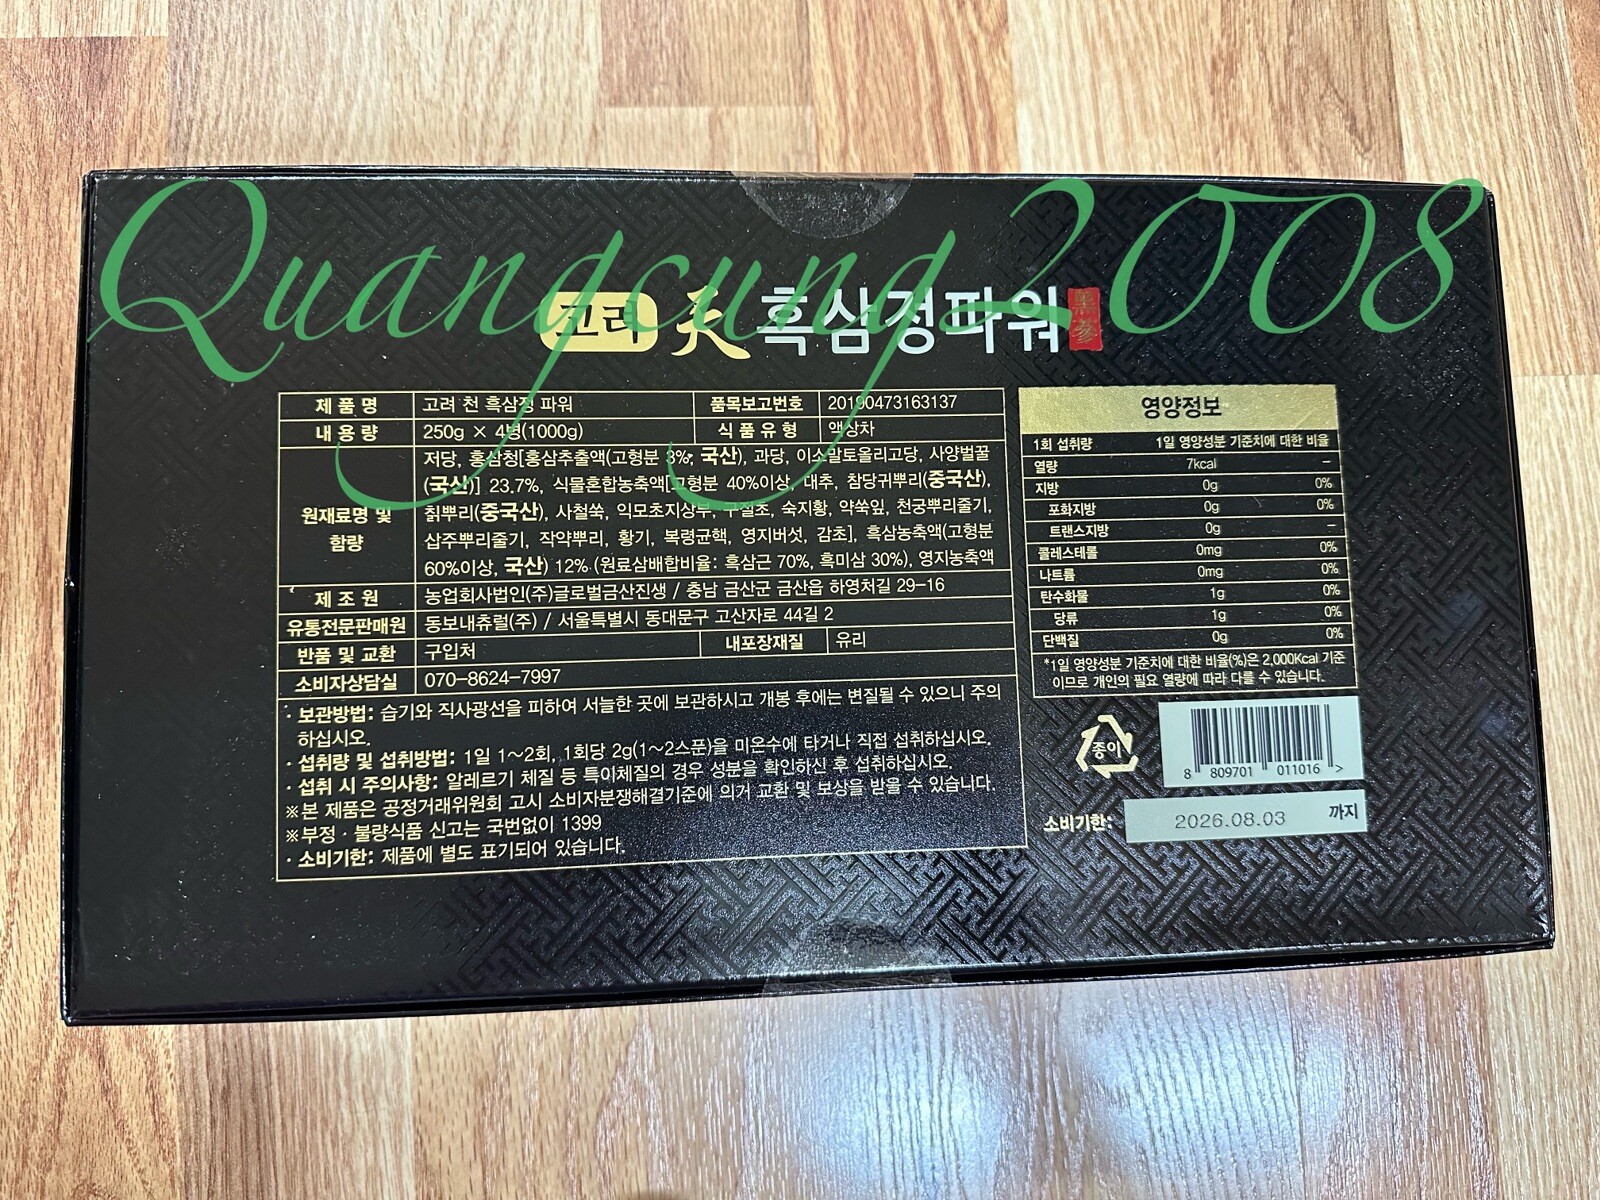 Quangcung2008
고려 天 흑삼정파워 黑蔘
제품명 고려 천 흑삼정 파워 품목보고번호 20190473163137
내용량 250g × 4병(1000g) 식품유형 액상차
원재료명 및 함량
저당, 홍삼청[홍삼추출액(고형분 3%, 국산), 과당, 이소말토올리고당, 사양벌꿀
(국산)] 23.7%, 식물혼합농축액[고형분 40%이상, 대추, 참당귀뿌리(중국산),
칡뿌리(중국산), 사철쑥, 익모초지상부, 구절초, 숙지황, 약쑥잎, 천궁뿌리줄기,
삽주뿌리줄기, 작약뿌리, 황기, 복령균핵, 영지버섯, 감초], 흑삼농축액(고형분
60%이상, 국산) 12% (원료삼배합비율: 흑삼근 70%, 흑미삼 30%), 영지농축액
제조원 농업회사법인(주)글로벌금산진생 / 충남 금산군 금산읍 하영처길 29-16
유통전문판매원 동보내츄럴(주) / 서울특별시 동대문구 고산자로 44길 2
반품 및 교환 구입처 내포장재질 유리
소비자상담실 070-8624-7997
· 보관방법: 습기와 직사광선을 피하여 서늘한 곳에 보관하시고 개봉 후에는 변질될 수 있으니 주의
하십시오.
· 섭취량 및 섭취방법: 1일 1~2회, 1회당 2g(1~2스푼)을 미온수에 타거나 직접 섭취하십시오.
· 섭취 시 주의사항: 알레르기 체질 등 특이체질의 경우 성분을 확인하신 후 섭취하십시오.
※본 제품은 공정거래위원회 고시 소비자분쟁해결기준에 의거 교환 및 보상을 받을 수 있습니다.
※부정 · 불량식품 신고는 국번없이 1399
· 소비기한: 제품에 별도 표기되어 있습니다.
영양정보
1회 섭취량 1일 영양성분 기준치에 대한 비율
열량 7kcal –
지방 0g 0%
포화지방 0g 0%
트랜스지방 0g –
콜레스테롤 0mg 0%
나트륨 0mg 0%
탄수화물 1g 0%
당류 1g 0%
단백질 0g 0%
*1일 영양성분 기준치에 대한 비율(%)은 2,000Kcal 기준
이므로 개인의 필요 열량에 따라 다를 수 있습니다.
종이
8 809701 011016 >
소비기한: 2026.08.03 까지